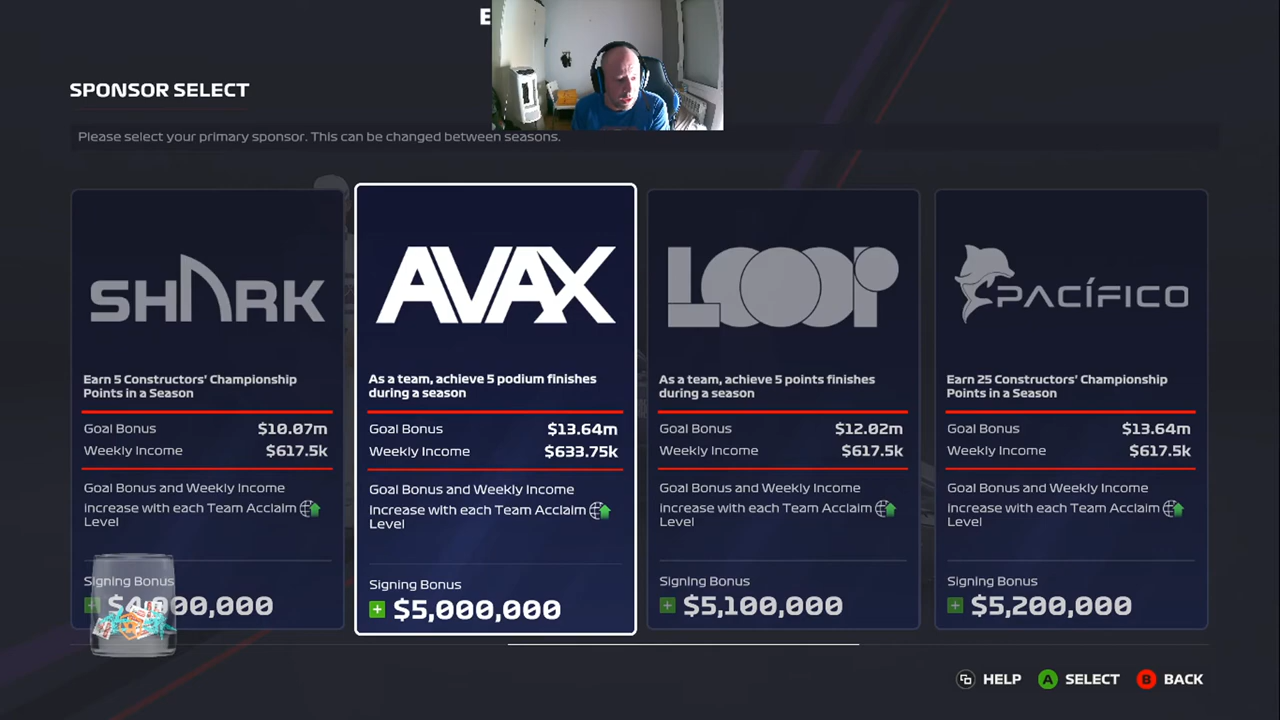 E
SPONSOR SELECT
Please select your primary sponsor. This can be changed between seasons.
SHARK
Earn 5 Constructors' Championship
Points in a Season
Goal Bonus $10.07m
Weekly Income $617.5k
Goal Bonus and Weekly Income
Increase with each Team Acclaim
Level
Signing Bonus
$4,000,000
AVAX
As a team, achieve 5 podium finishes
during a season
Goal Bonus $13.64m
Weekly Income $633.75k
Goal Bonus and Weekly Income
Increase with each Team Acclaim
Level
Signing Bonus
+ $5,000,000
LOOP
As a team, achieve 5 points finishes
during a season
Goal Bonus $12.02m
Weekly Income $617.5k
Goal Bonus and Weekly Income
Increase with each Team Acclaim
Level
Signing Bonus
+ $5,100,000
PACÍFICO
Earn 25 Constructors' Championship
Points in a Season
Goal Bonus $13.64m
Weekly Income $617.5k
Goal Bonus and Weekly Income
Increase with each Team Acclaim
Level
Signing Bonus
+ $5,200,000
HELP A SELECT B BACK